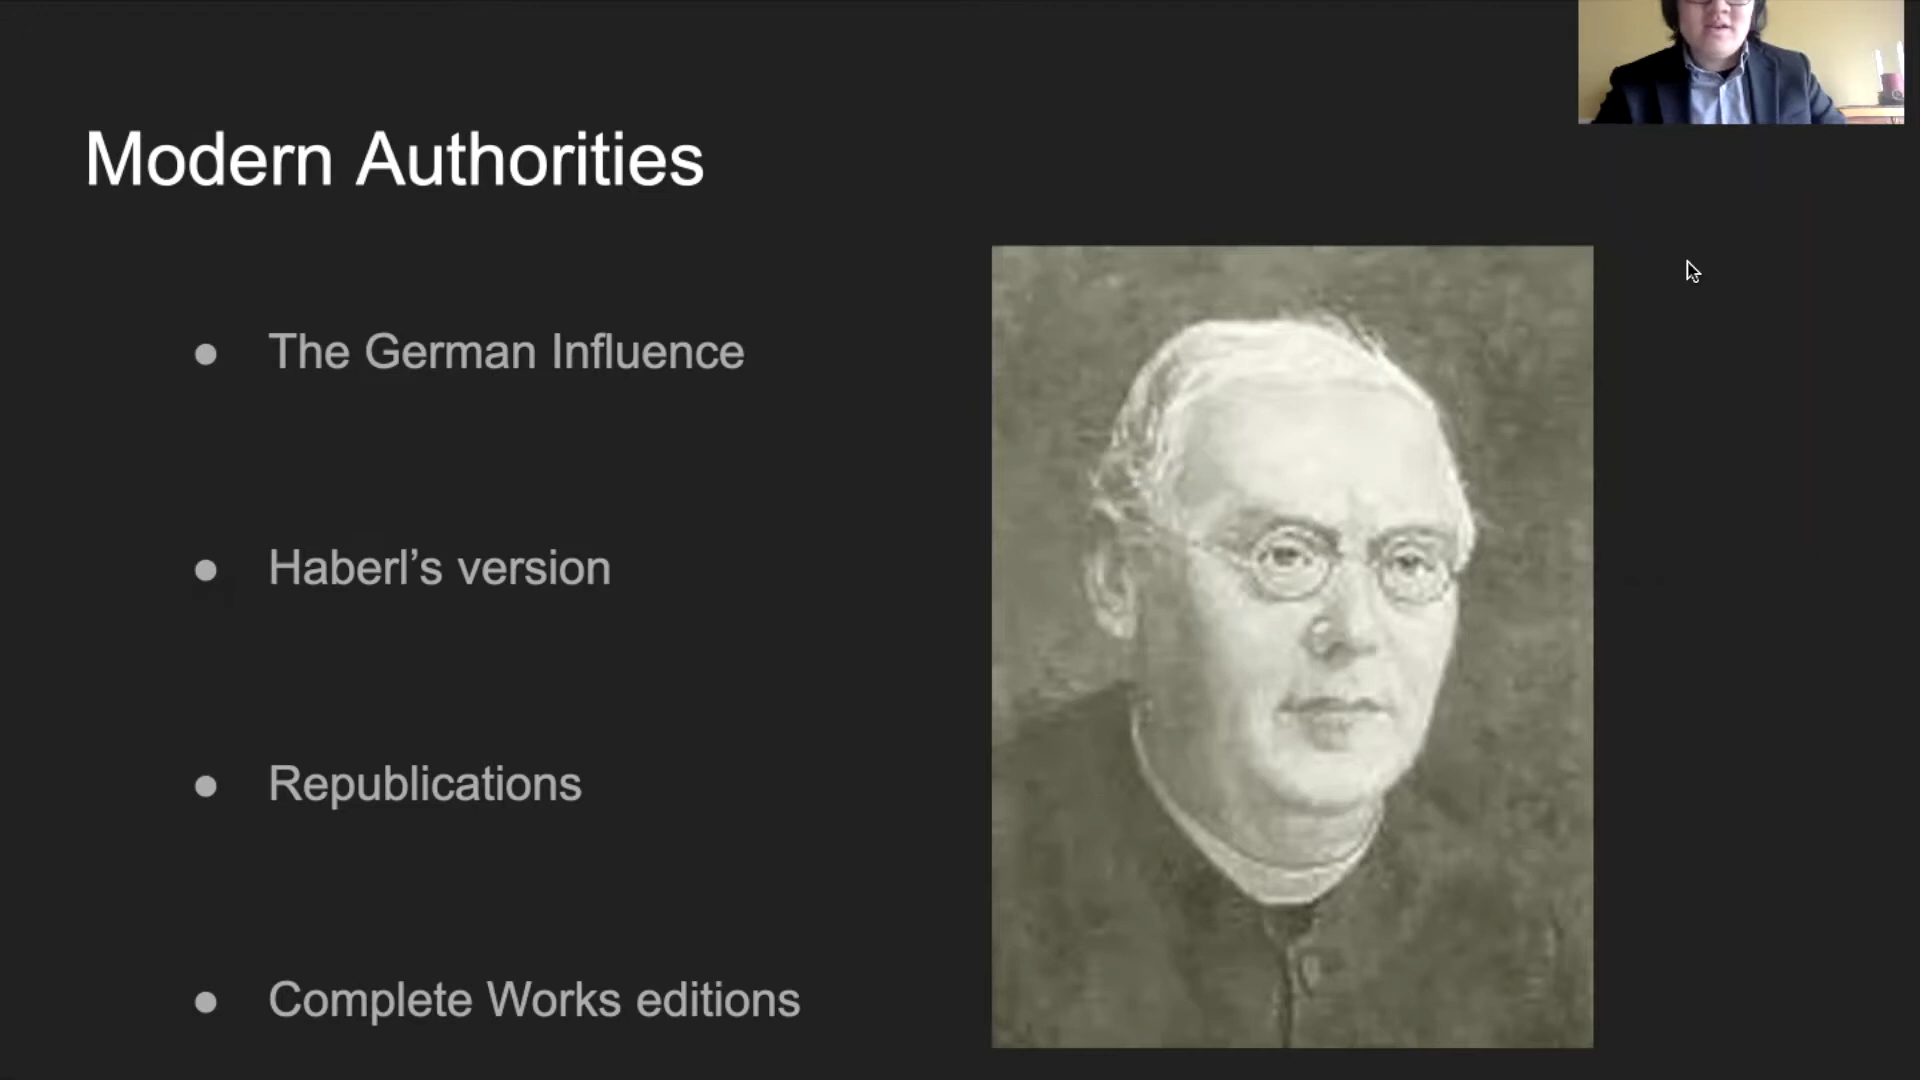 Modern Authorities
The German Influence
Haberl’s version
Republications
Complete Works editions